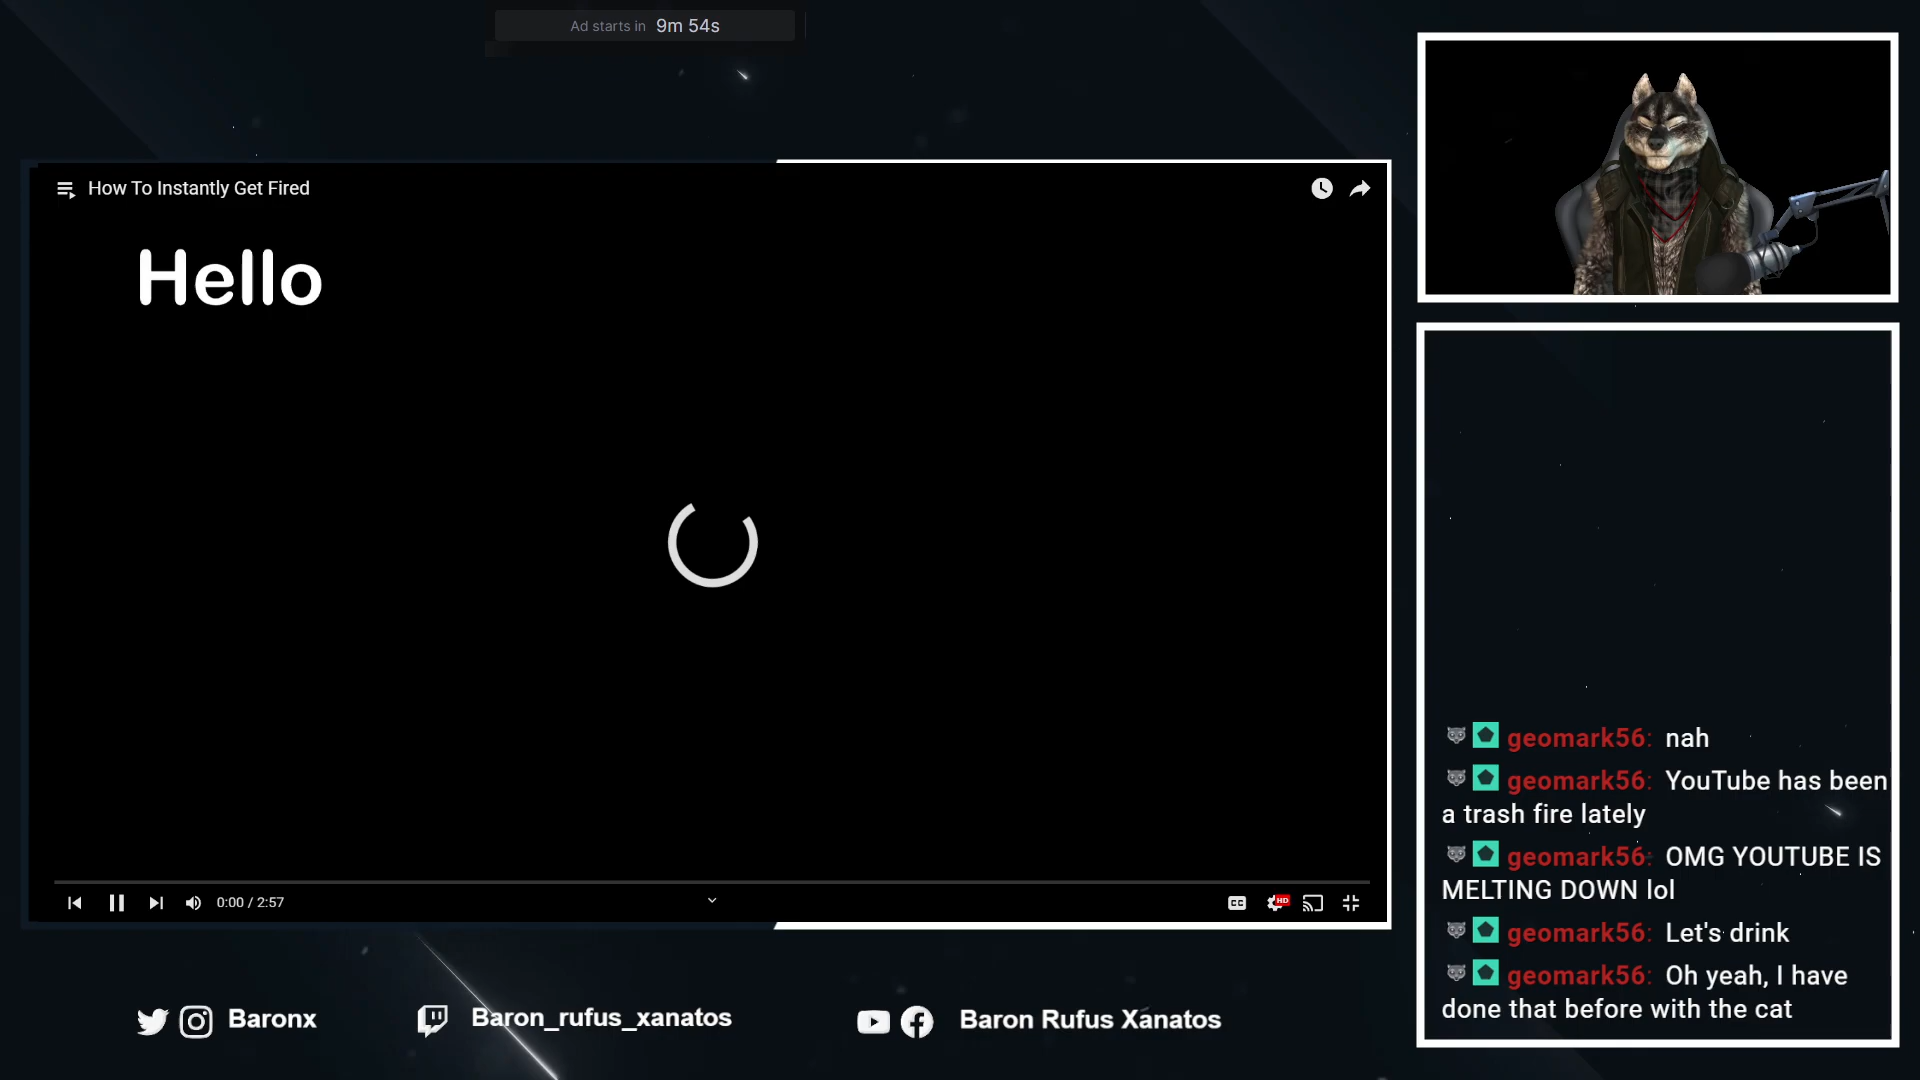 Ad starts in 9m 54s
How To Instantly Get Fired
Hello
0:00 / 2:57
CC
HD
geomark56: nah
geomark56: YouTube has been
a trash fire lately
geomark56: OMG YOUTUBE IS
MELTING DOWN lol
geomark56: Let's drink
geomark56: Oh yeah, I have
done that before with the cat
Baronx
Baron_rufus_xanatos
Baron Rufus Xanatos